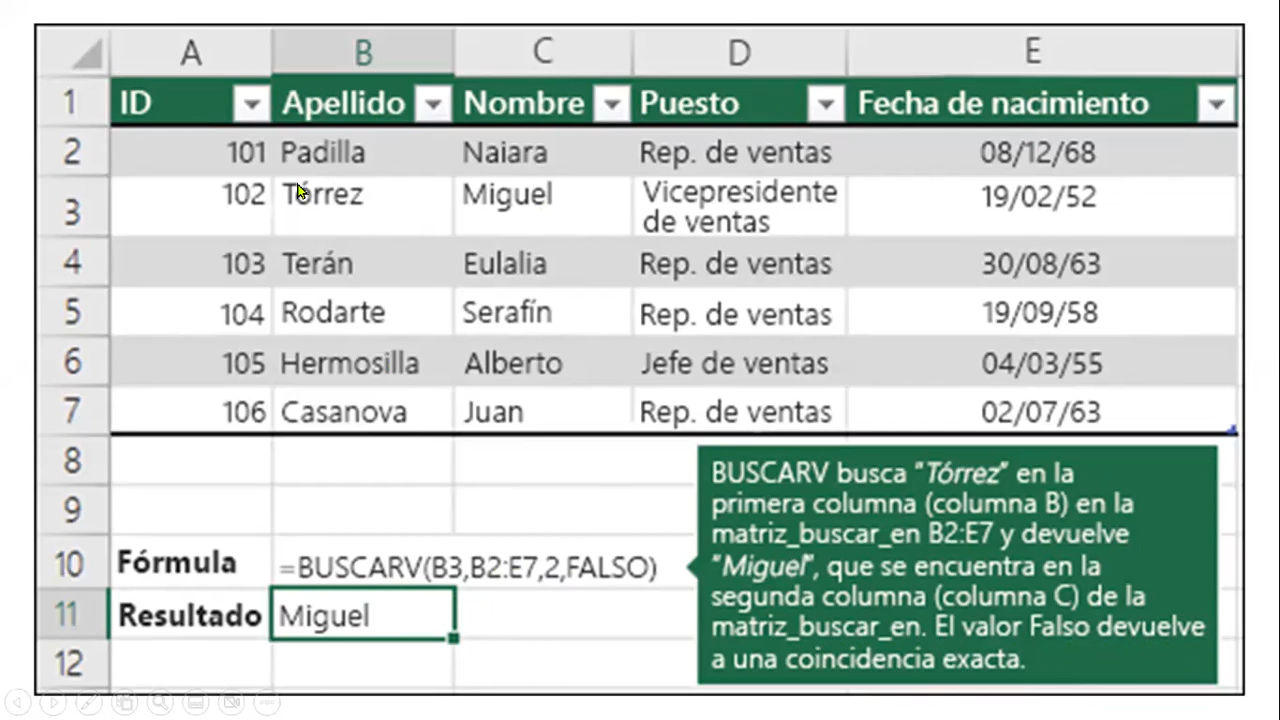 A B C D E
1 ID Apellido Nombre Puesto Fecha de nacimiento
2 101 Padilla Naiara Rep. de ventas 08/12/68
3 102 Tórrez Miguel Vicepresidente de ventas 19/02/52
4 103 Terán Eulalia Rep. de ventas 30/08/63
5 104 Rodarte Serafín Rep. de ventas 19/09/58
6 105 Hermosilla Alberto Jefe de ventas 04/03/55
7 106 Casanova Juan Rep. de ventas 02/07/63
8
9
10 Fórmula =BUSCARV(B3,B2:E7,2,FALSO)
11 Resultado Miguel
12
BUSCARV busca "Tórrez" en la
primera columna (columna B) en la
matriz_buscar_en B2:E7 y devuelve
"Miguel", que se encuentra en la
segunda columna (columna C) de la
matriz_buscar_en. El valor Falso devuelve
a una coincidencia exacta.